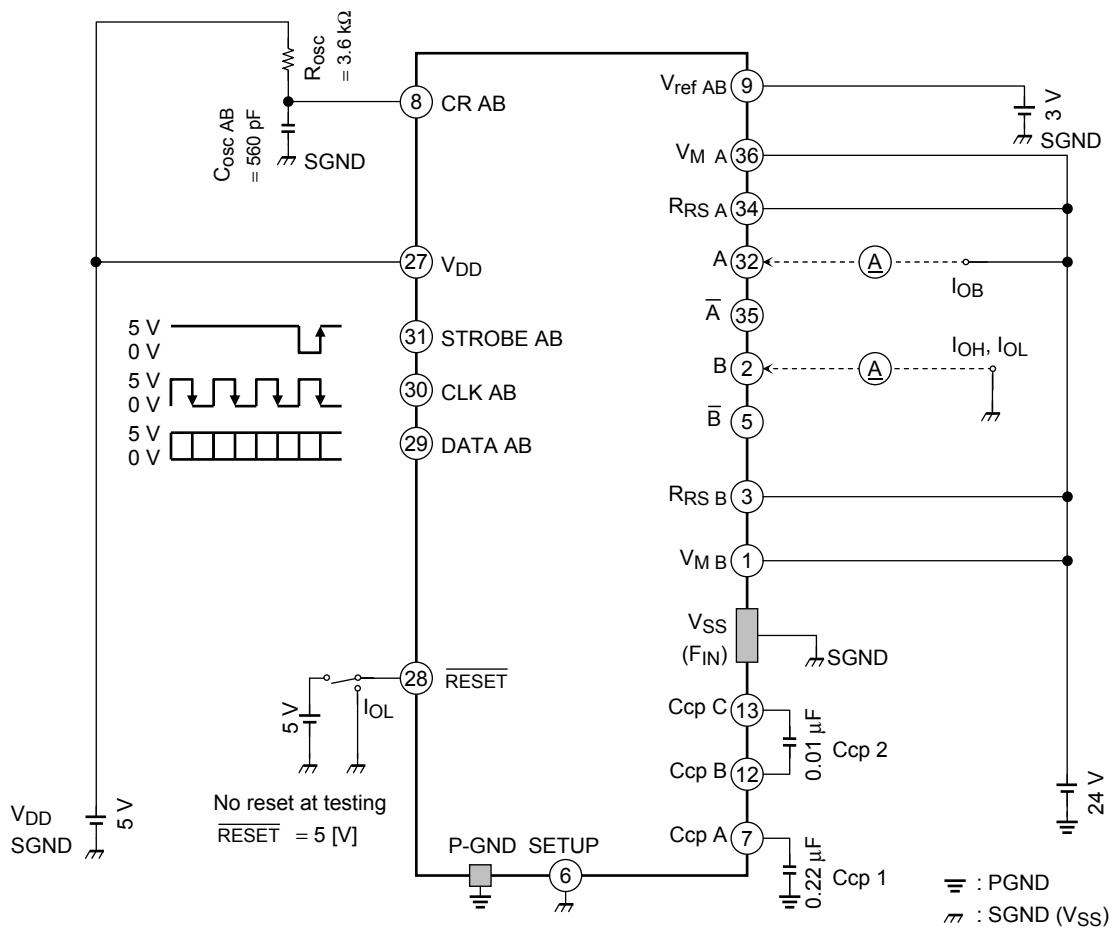 Rosc
= 3.6 kΩ
Cosc AB
= 560 pF
SGND
8
CR AB
27
VDD
5 V
0 V
31
STROBE AB
5 V
0 V
30
CLK AB
5 V
0 V
29
DATA AB
28
RESET
IOL
5 V
No reset at testing
RESET = 5 [V]
VDD
SGND
5 V
P-GND
SETUP
6
Vref AB
9
3 V
SGND
VM A
36
RRS A
34
A
32
A
IOB
A
35
B
2
A
IOH, IOL
B
5
RRS B
3
VM B
1
VSS
(FIN)
SGND
Ccp C
13
0.01 μF
Ccp 2
Ccp B
12
Ccp A
7
0.22 μF
Ccp 1
24 V
: PGND
: SGND (VSS)